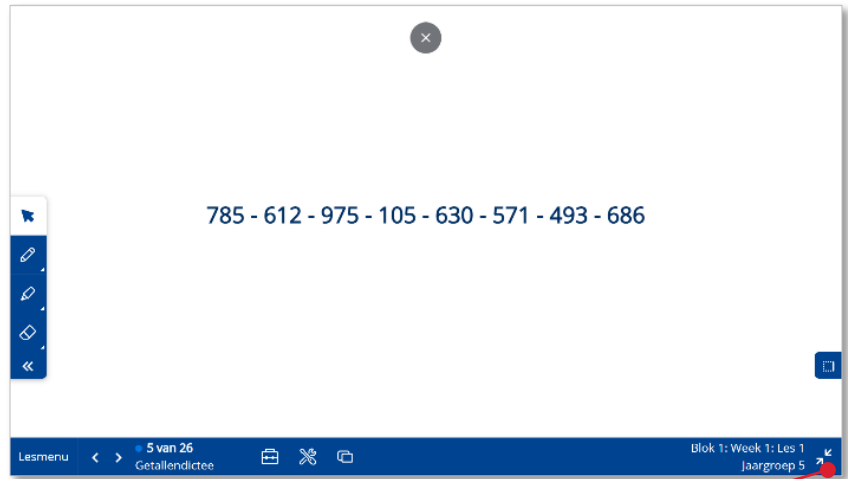 785 - 612 - 975 - 105 - 630 - 571 - 493 - 686
Lesmenu
5 van 26
Getallendictee
Blok 1: Week 1: Les 1
Jaargroep 5